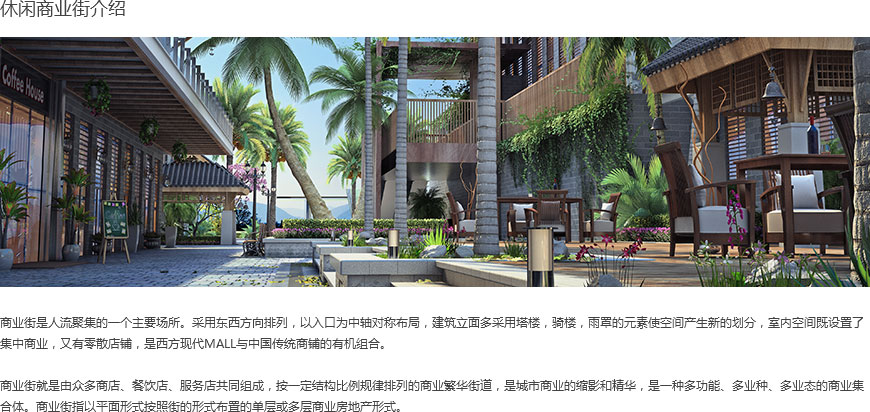 休闲商业街介绍
Coffee House
商业街是人流聚集的一个主要场所。采用东西方向排列，以入口为中轴对称布局，建筑立面多采用塔楼，骑楼，雨罩的元素使空间产生新的划分，室内空间既设置了
集中商业，又有零散店铺，是西方现代MALL与中国传统商铺的有机组合。
商业街就是由众多商店、餐饮店、服务店共同组成，按一定结构比例规律排列的商业繁华街道，是城市商业的缩影和精华，是一种多功能、多业种、多业态的商业集
合体。商业街指以平面形式按照街的形式布置的单层或多层商业房地产形式。